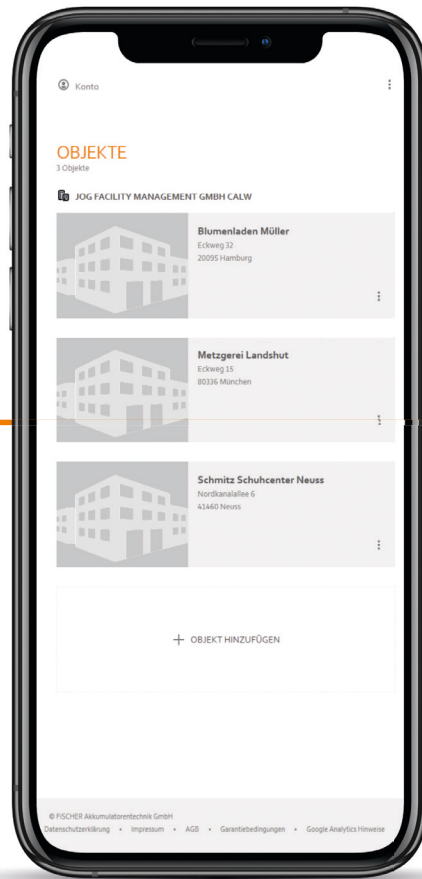 Konto
OBJEKTE
3 Objekte
JOG FACILITY MANAGEMENT GMBH CALW
Blumenladen Müller
Eckweg 32
20095 Hamburg
Metzgerei Landshut
Eckweg 15
80336 München
Schmitz Schuhcenter Neuss
Nordkanalallee 6
41460 Neuss
+ OBJEKT HINZUFÜGEN
© FISCHER Akkumulatorentechnik GmbH
Datenschutzerklärung • Impressum • AGB • Garantiebedingungen • Google Analytics Hinweise